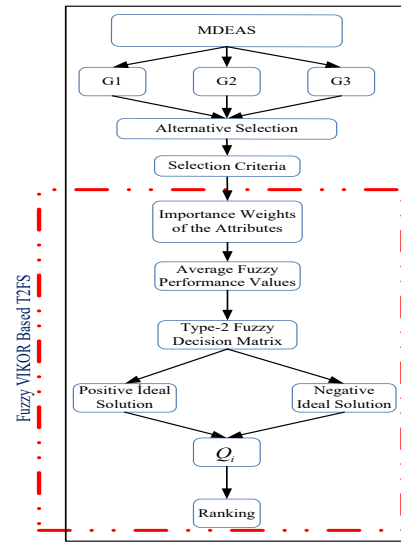 MDEAS
G1
G2
G3
Alternative Selection
Selection Criteria
Importance Weights
of the Attributes
Average Fuzzy
Performance Values
Type-2 Fuzzy
Decision Matrix
Positive Ideal
Solution
Negative
Ideal Solution
Qi
Ranking
Fuzzy VIKOR Based T2FS